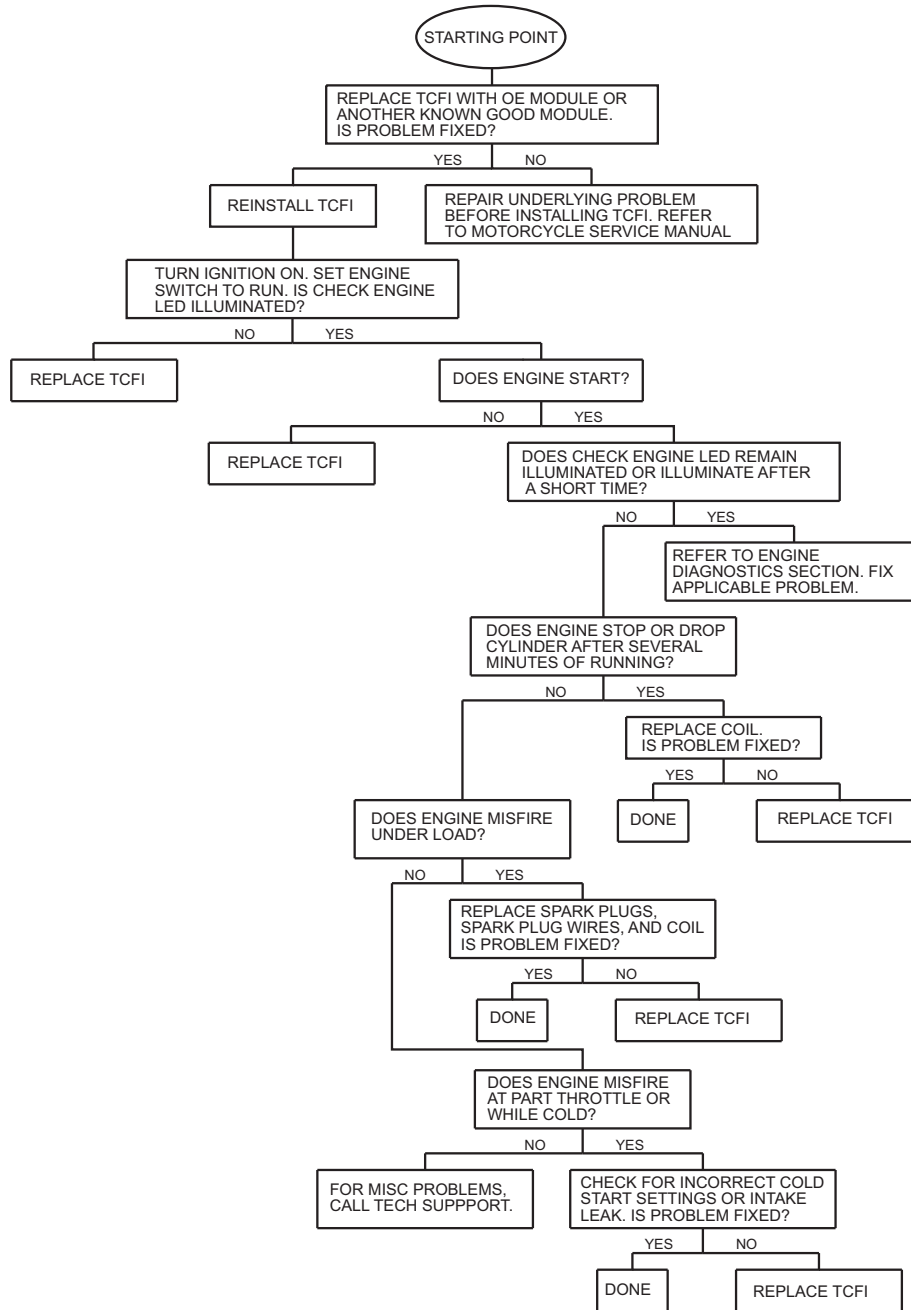 STARTING POINT
REPLACE TCFI WITH OE MODULE OR
ANOTHER KNOWN GOOD MODULE.
IS PROBLEM FIXED?
YES
NO
REINSTALL TCFI
REPAIR UNDERLYING PROBLEM
BEFORE INSTALLING TCFI. REFER
TO MOTORCYCLE SERVICE MANUAL
TURN IGNITION ON. SET ENGINE
SWITCH TO RUN. IS CHECK ENGINE
LED ILLUMINATED?
NO
YES
REPLACE TCFI
DOES ENGINE START?
NO
YES
REPLACE TCFI
DOES CHECK ENGINE LED REMAIN
ILLUMINATED OR ILLUMINATE AFTER
A SHORT TIME?
NO
YES
REFER TO ENGINE
DIAGNOSTICS SECTION. FIX
APPLICABLE PROBLEM.
DOES ENGINE STOP OR DROP
CYLINDER AFTER SEVERAL
MINUTES OF RUNNING?
NO
YES
REPLACE COIL.
IS PROBLEM FIXED?
YES
NO
DONE
REPLACE TCFI
DOES ENGINE MISFIRE
UNDER LOAD?
NO
YES
REPLACE SPARK PLUGS,
SPARK PLUG WIRES, AND COIL
IS PROBLEM FIXED?
YES
NO
DONE
REPLACE TCFI
DOES ENGINE MISFIRE
AT PART THROTTLE OR
WHILE COLD?
NO
YES
FOR MISC PROBLEMS,
CALL TECH SUPPPORT.
CHECK FOR INCORRECT COLD
START SETTINGS OR INTAKE
LEAK. IS PROBLEM FIXED?
YES
NO
DONE
REPLACE TCFI